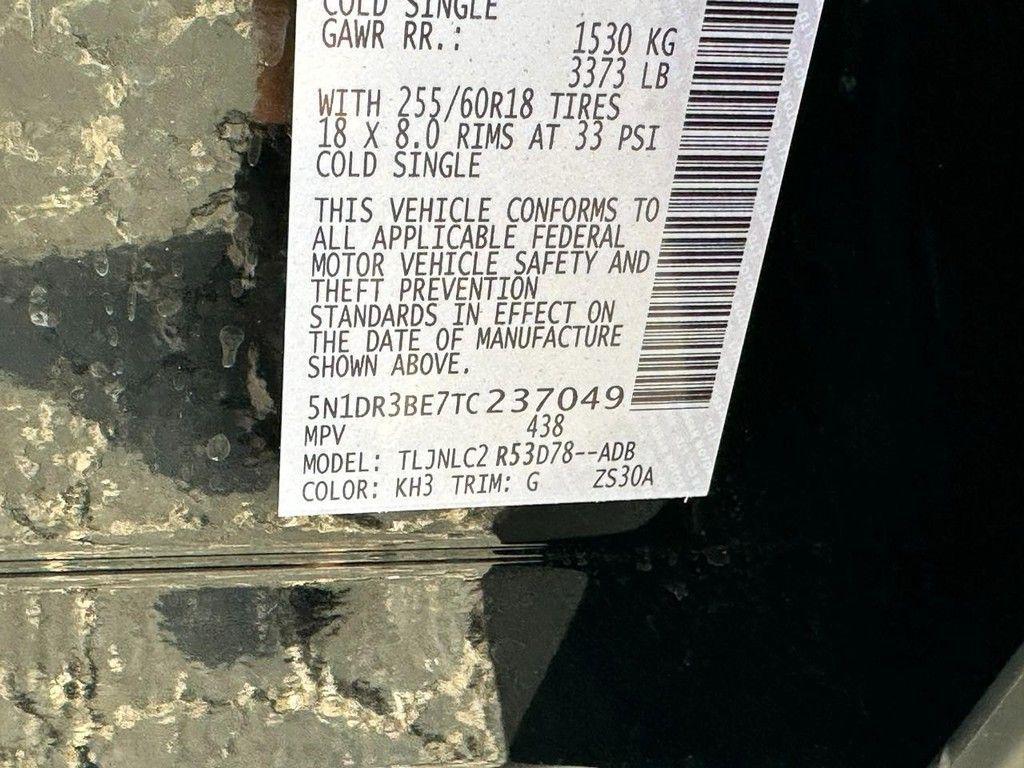 COLD SINGLE
GAWR RR.: 1530 KG
3373 LB
WITH 255/60R18 TIRES
18 X 8.0 RIMS AT 33 PSI
COLD SINGLE
THIS VEHICLE CONFORMS TO
ALL APPLICABLE FEDERAL
MOTOR VEHICLE SAFETY AND
THEFT PREVENTION
STANDARDS IN EFFECT ON
THE DATE OF MANUFACTURE
SHOWN ABOVE.
5N1DR3BE7TC237049
MPV 438
MODEL: TLJNLC2 R53D78--ADB
COLOR: KH3 TRIM: G ZS30A